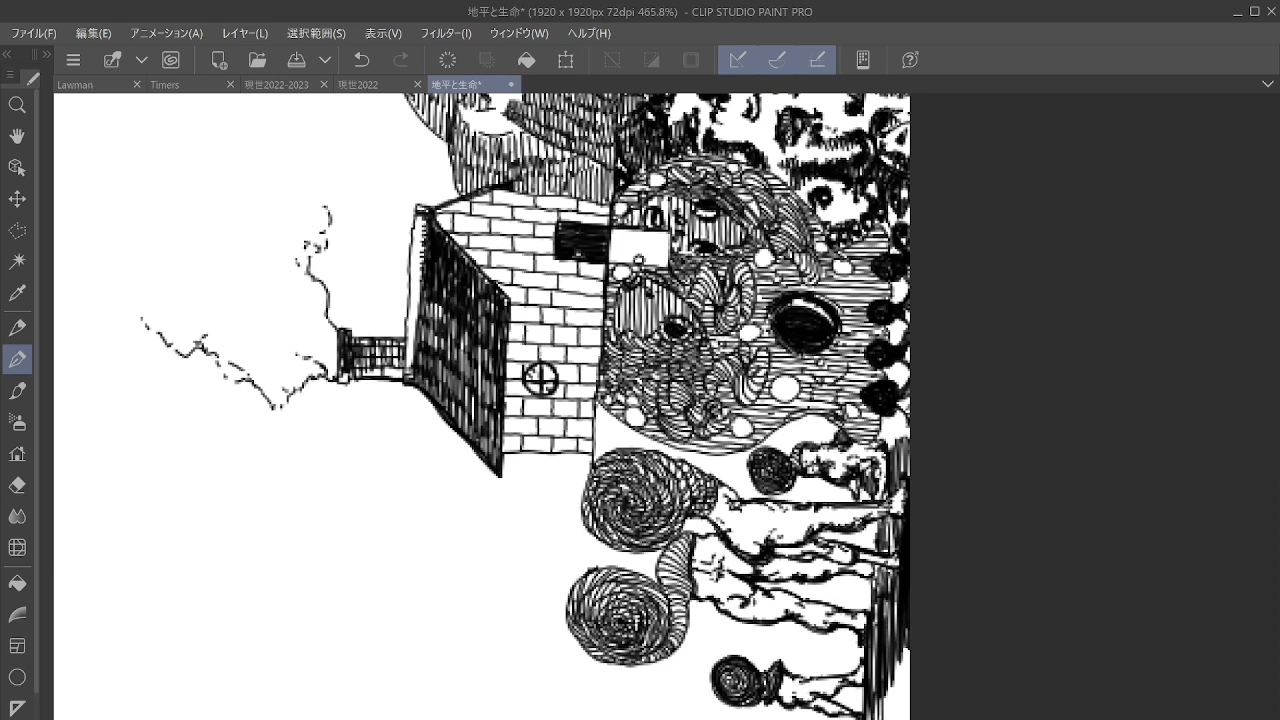 地平と生命* (1920 x 1920px 72dpi 465.8%) - CLIP STUDIO PAINT PRO
ファイル(F) 編集(E) アニメーション(A) レイヤー(L) 選択範囲(S) 表示(V) フィルター(I) ウィンドウ(W) ヘルプ(H)
Lawman Timers 現世2022-2023 現世2022 地平と生命*